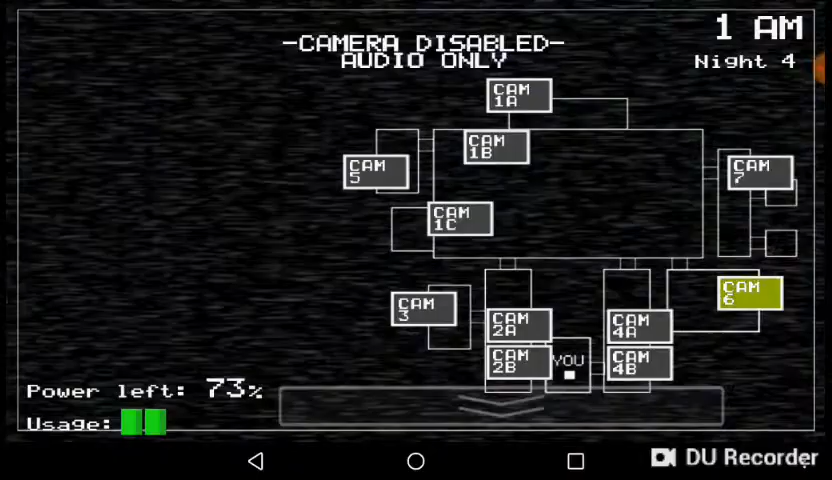 1 AM
-CAMERA DISABLED-
AUDIO ONLY
Night 4
CAM
1A
CAM
1B
CAM
5
CAM
7
CAM
1C
CAM
6
CAM
3
CAM
2A
CAM
4A
CAM
2B
YOU
CAM
4B
Power left: 73%
Usage:
DU Recorder